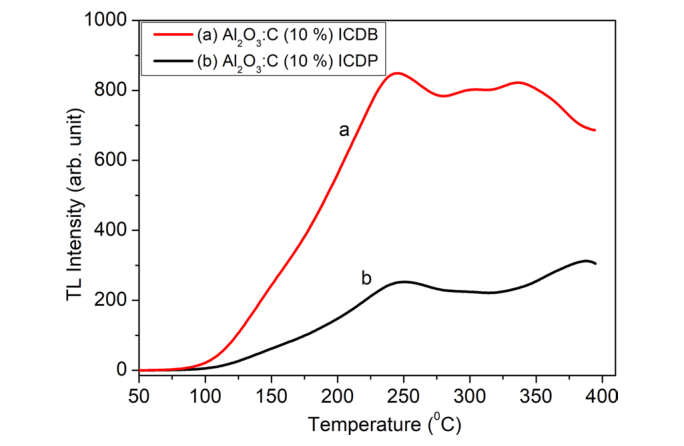 1000
(a) Al₂O₃:C (10 %) ICDB
(b) Al₂O₃:C (10 %) ICDP
800
a
600
TL Intensity (arb. unit)
400
b
200
0
50 100 150 200 250 300 350 400
Temperature (⁰C)